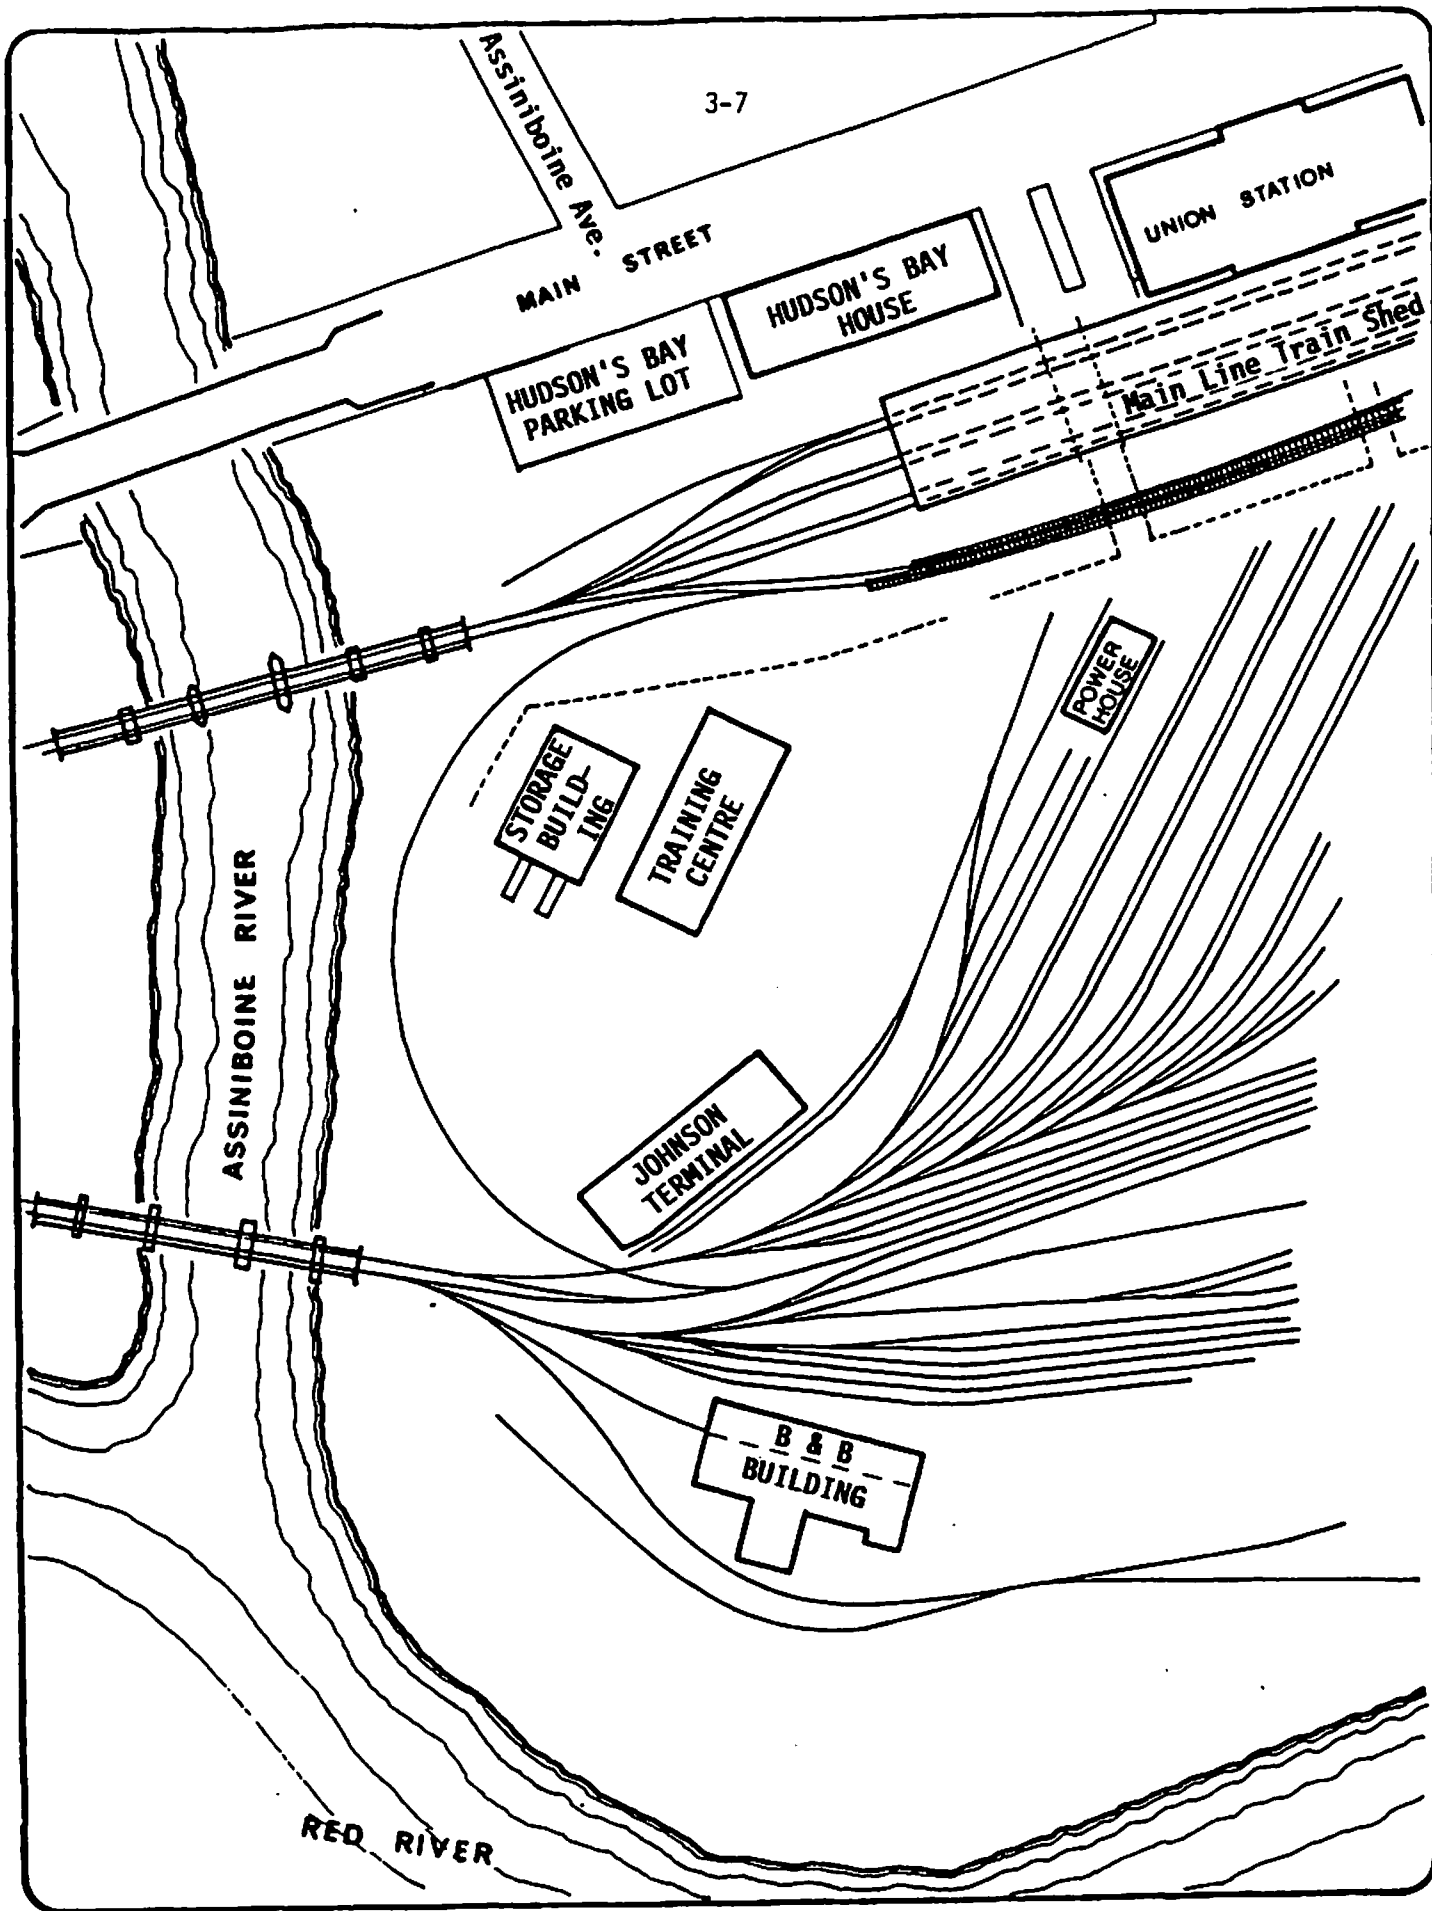 3-7
Assiniboine Ave.
MAIN STREET
UNION STATION
HUDSON'S BAY
HOUSE
HUDSON'S BAY
PARKING LOT
Main Line Train Shed
POWER
HOUSE
STORAGE
BUILD-
ING
TRAINING
CENTRE
ASSINIBOINE RIVER
JOHNSON
TERMINAL
B & B
BUILDING
RED RIVER